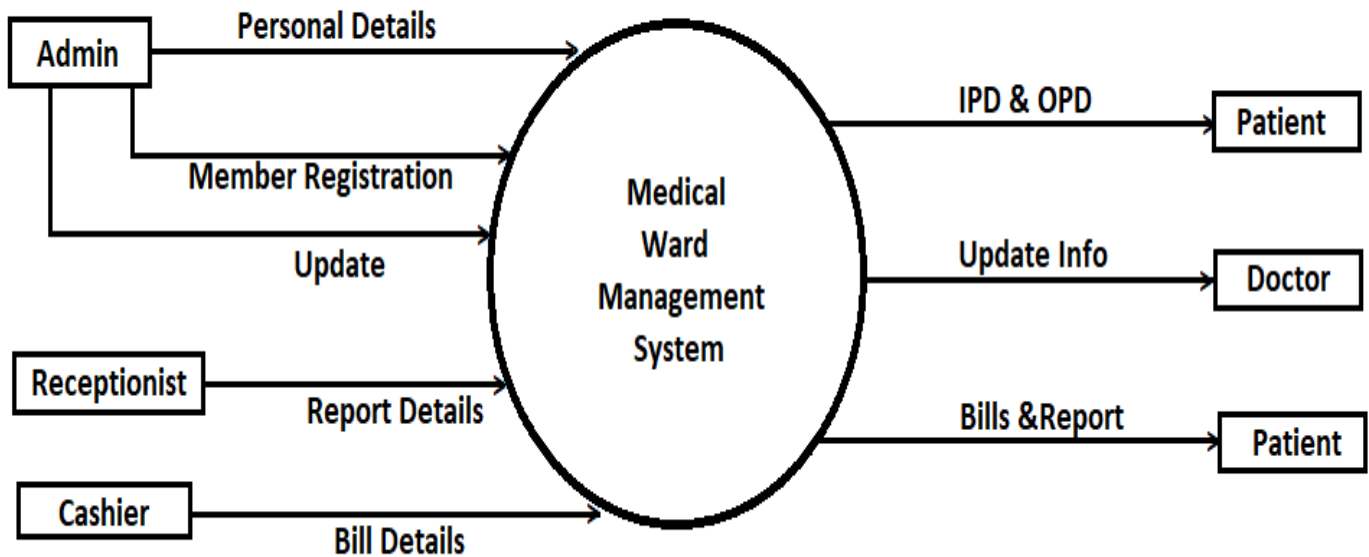 Admin
Personal Details
Member Registration
Update
Receptionist
Report Details
Cashier
Bill Details
Medical
Ward
Management
System
IPD & OPD
Patient
Update Info
Doctor
Bills &Report
Patient